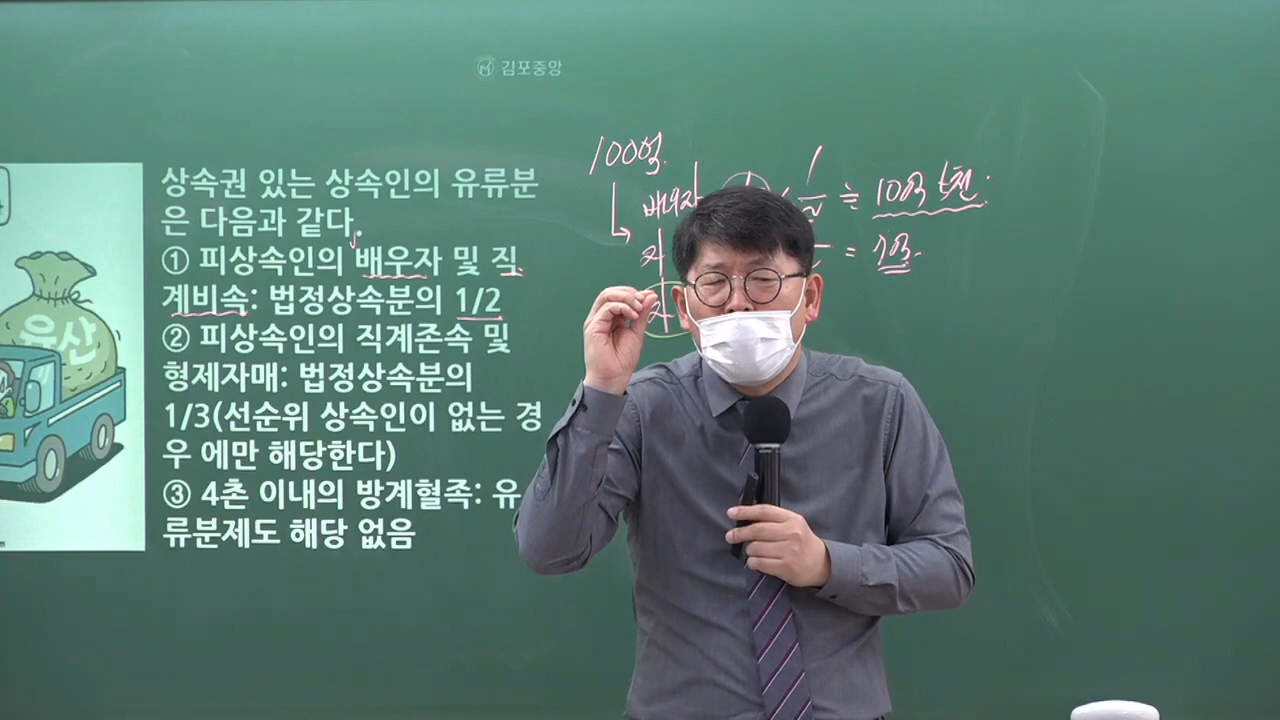 김포중앙
상속권 있는 상속인의 유류분
은 다음과 같다.
① 피상속인의 배우자 및 직
계비속: 법정상속분의 1/2
② 피상속인의 직계존속 및
형제자매: 법정상속분의
1/3(선순위 상속인이 없는 경
우 에만 해당한다)
③ 4촌 이내의 방계혈족: 유
류분제도 해당 없음
유산
100억
배우자
자
자